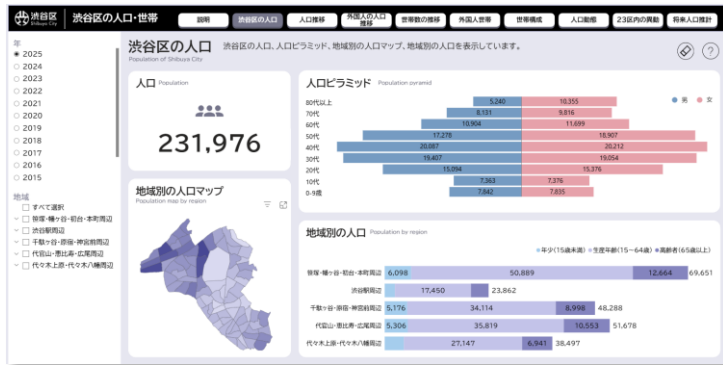 渋谷区
Shibuya City
渋谷区の人口・世帯
説明
渋谷区の人口
人口推移
外国人の人口
推移
世帯数の推移
外国人世帯
世帯構成
人口動態
23区内の異動
将来人口推計
年
2025
2024
2023
2022
2021
2020
2019
2018
2017
2016
2015
地域
すべて選択
笹塚・幡ヶ谷・初台・本町周辺
渋谷駅周辺
千駄ヶ谷・原宿・神宮前周辺
代官山・恵比寿・広尾周辺
代々木上原・代々木八幡周辺
渋谷区の人口
Population of Shibuya City
渋谷区の人口、人口ピラミッド、地域別の人口マップ、地域別の人口を表示しています。
人口 Population
231,976
地域別の人口マップ
Population map by region
人口ピラミッド Population pyramid
男 女
80代以上 5,240 10,355
70代 8,131 9,816
60代 10,904 11,699
50代 17,278 18,907
40代 20,087 20,212
30代 19,407 19,054
20代 15,094 15,376
10代 7,363 7,376
0-9歳 7,842 7,835
地域別の人口 Population by region
年少(15歳未満) 生産年齢(15～64歳) 高齢者(65歳以上)
笹塚・幡ヶ谷・初台・本町周辺 6,098 50,889 12,664 69,651
渋谷駅周辺 17,450 23,862
千駄ヶ谷・原宿・神宮前周辺 5,176 34,114 8,998 48,288
代官山・恵比寿・広尾周辺 5,306 35,819 10,553 51,678
代々木上原・代々木八幡周辺 27,147 6,941 38,497